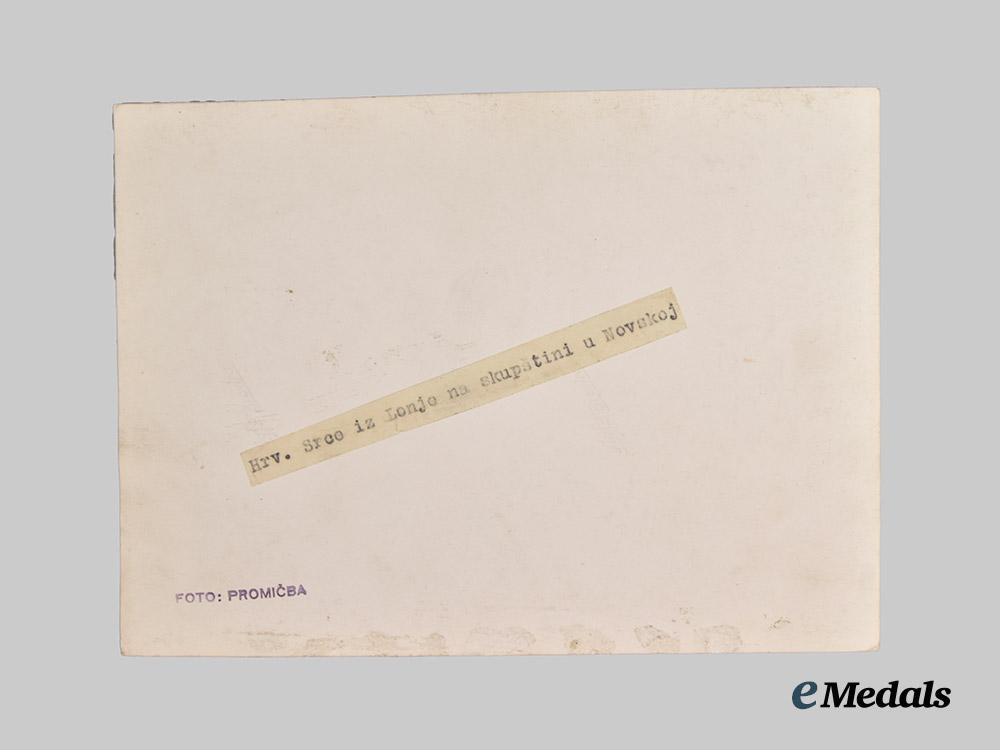 Hrv. Srce iz Lonje na skupštini u Novskoj
FOTO: PROMIČBA
eMedals